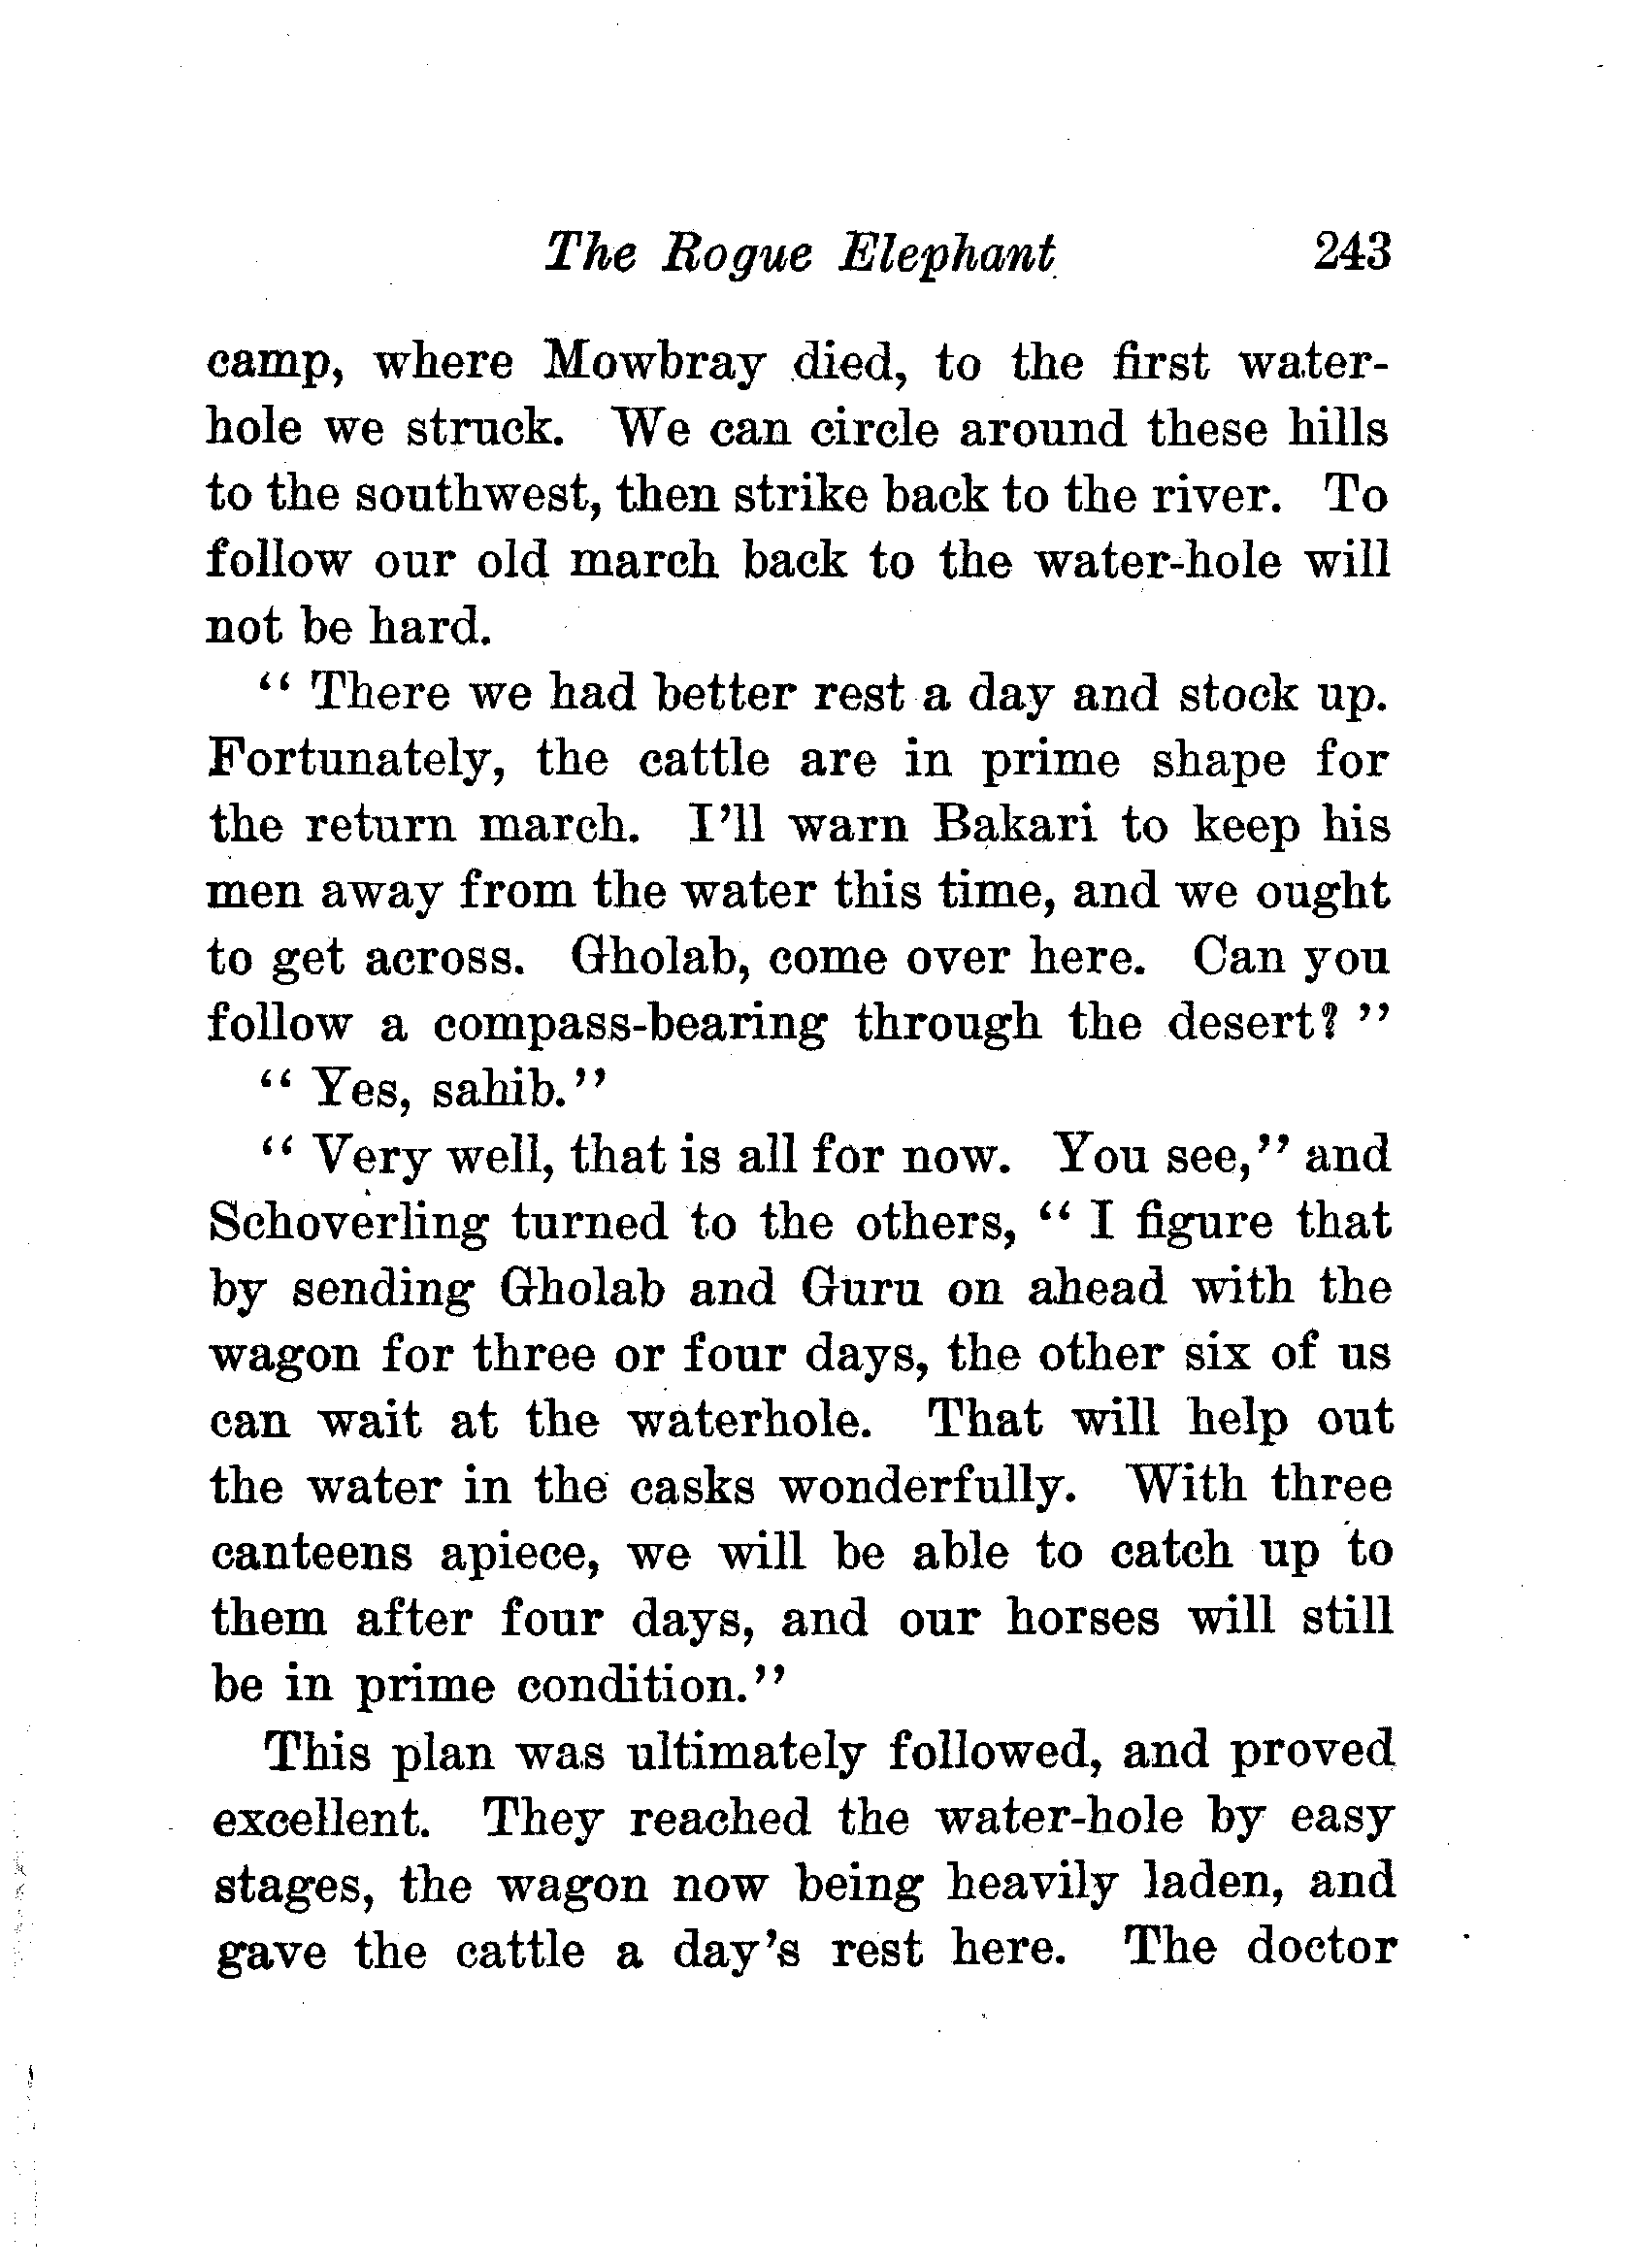 The Rogue Elephant 243
camp, where Mowbray died, to the first water-
hole we struck. We can circle around these hills
to the southwest, then strike back to the river. To
follow our old march back to the water-hole will
not be hard.
“ There we had better rest a day and stock up.
Fortunately, the cattle are in prime shape for
the return march. I’ll warn Bakari to keep his
men away from the water this time, and we ought
to get across. Gholab, come over here. Can you
follow a compass-bearing through the desert? ”
“ Yes, sahib.”
“ Very well, that is all for now. You see,” and
Schoverling turned to the others, “ I figure that
by sending Gholab and Guru on ahead with the
wagon for three or four days, the other six of us
can wait at the waterhole. That will help out
the water in the casks wonderfully. With three
canteens apiece, we will be able to catch up to
them after four days, and our horses will still
be in prime condition.”
This plan was ultimately followed, and proved
excellent. They reached the water-hole by easy
stages, the wagon now being heavily laden, and
gave the cattle a day’s rest here. The doctor